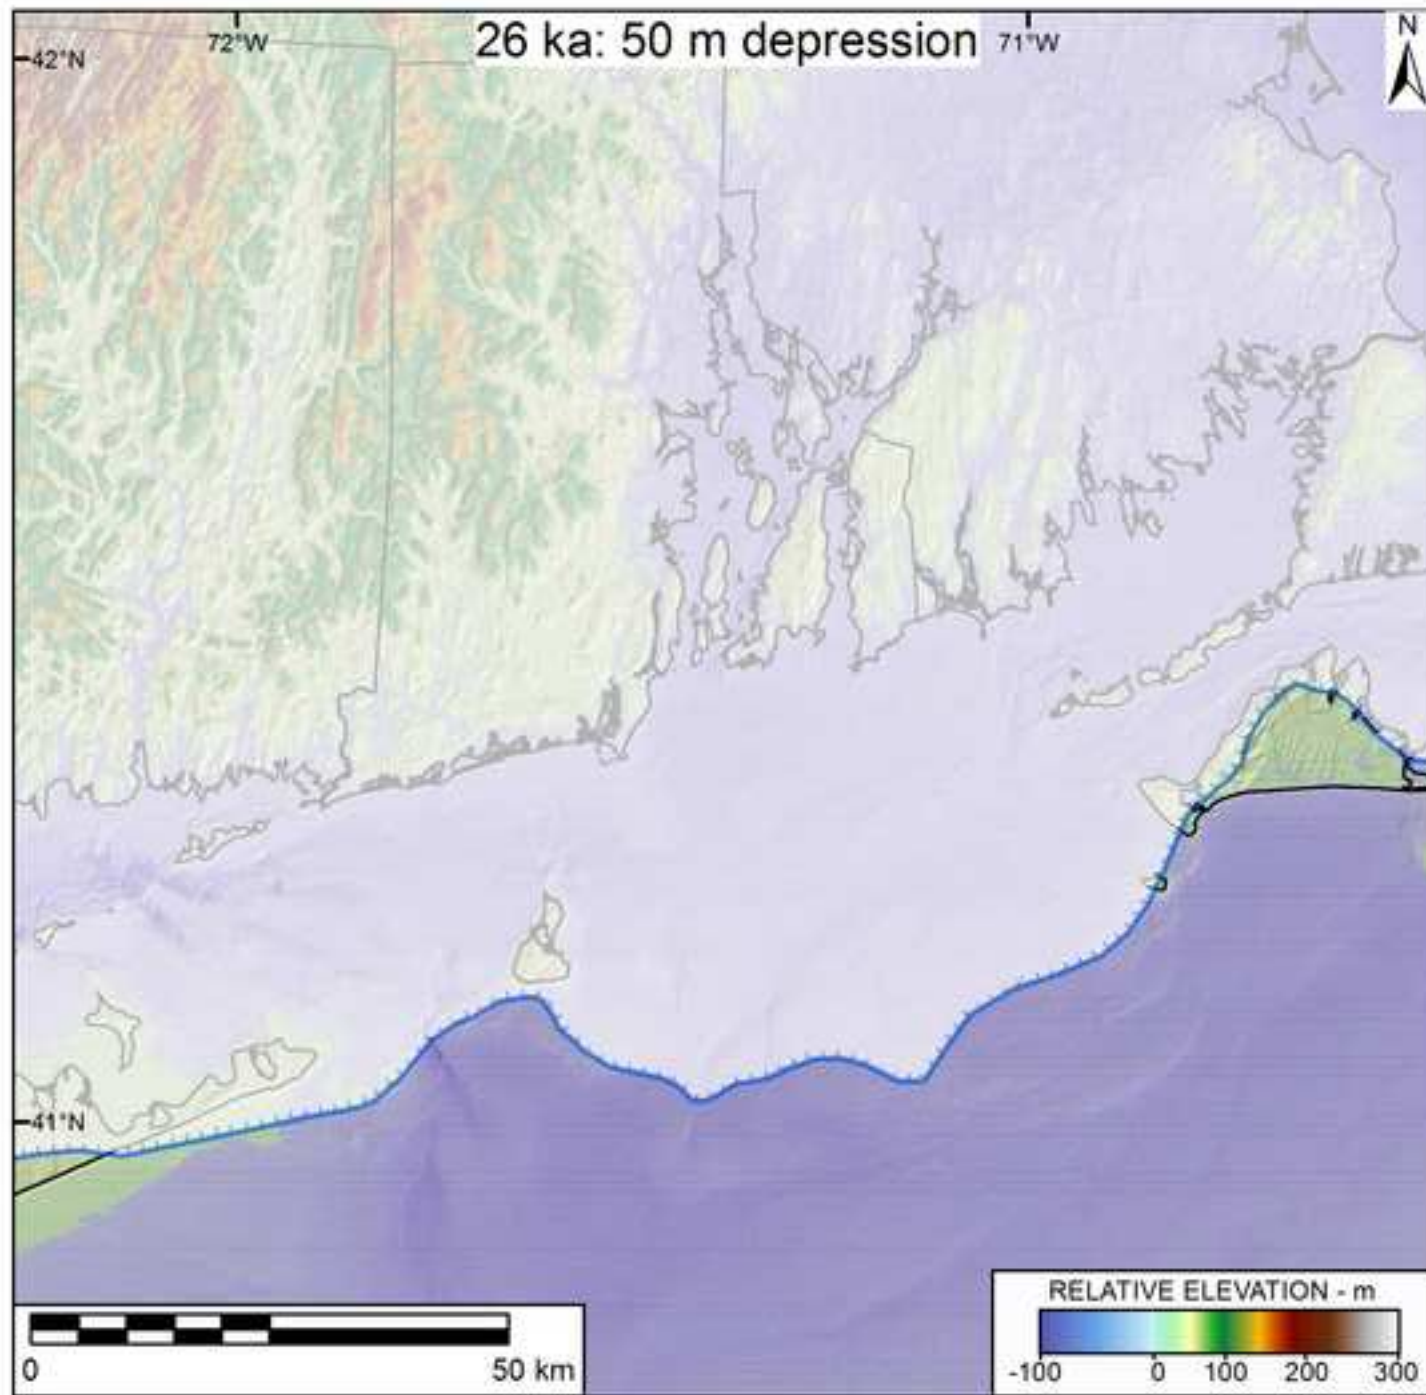 26 ka: 50 m depression
72°W
71°W
N
42°N
41°N
0
50 km
RELATIVE ELEVATION - m
-100 0 100 200 300